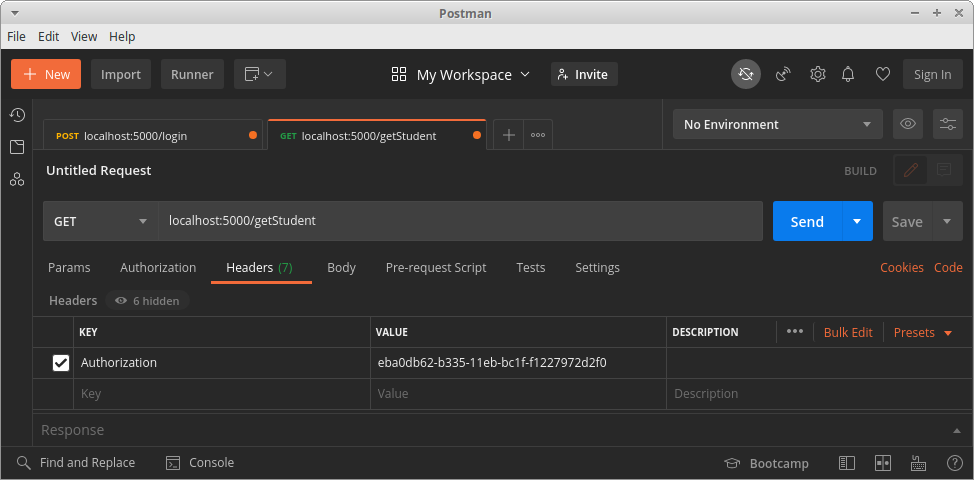 Postman
File Edit View Help
New Import Runner My Workspace Invite Sign In
POST localhost:5000/login GET localhost:5000/getStudent No Environment
Untitled Request BUILD
GET localhost:5000/getStudent Send Save
Params Authorization Headers (7) Body Pre-request Script Tests Settings Cookies Code
Headers 6 hidden
KEY VALUE DESCRIPTION Bulk Edit Presets
Authorization eba0db62-b335-11eb-bc1f-f1227972d2f0
Key Value Description
Response
Find and Replace Console Bootcamp